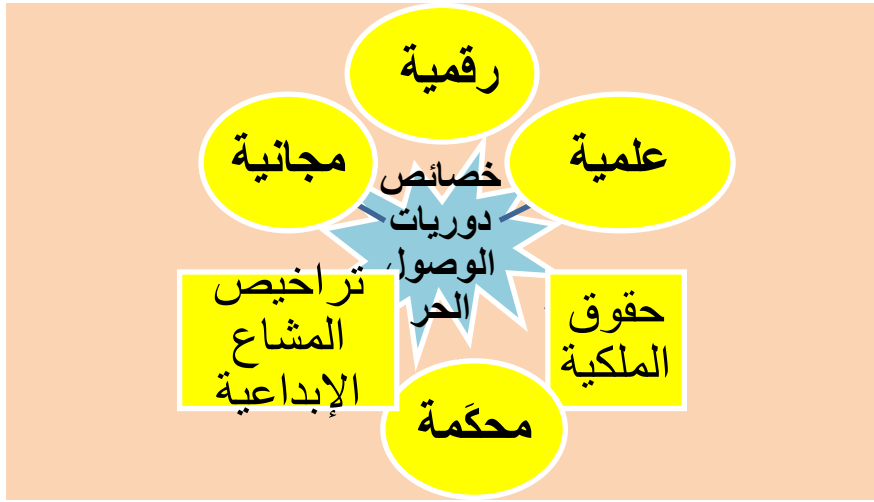 رقمية
علمية
مجانية
خصائص
دوريات
الوصول
الحر
حقوق
الملكية
تراخيص
المشاع
الإبداعية
محكَمة